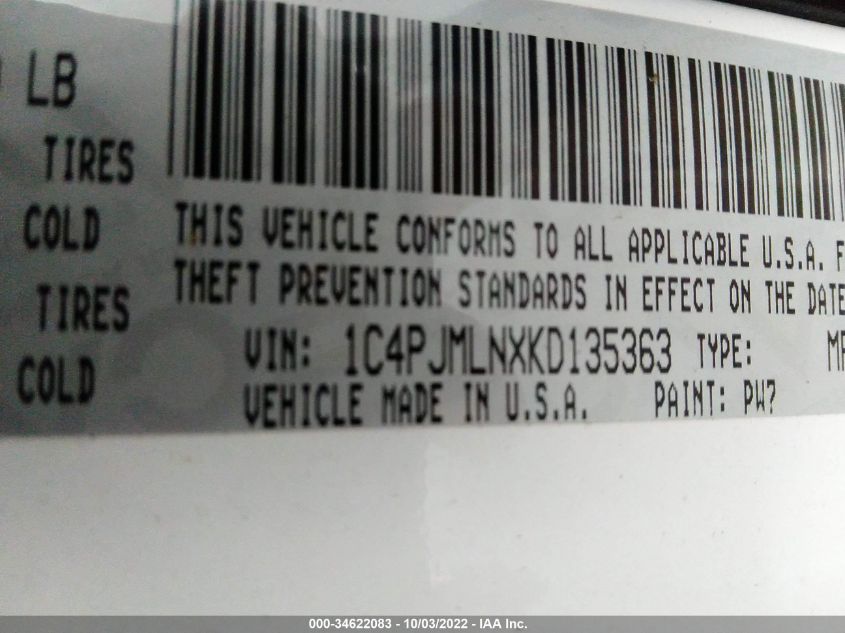 LB
TIRES
COLD
THIS VEHICLE CONFORMS TO ALL APPLICABLE U.S.A. F
THEFT PREVENTION STANDARDS IN EFFECT ON THE DATE
TIRES
VIN: 1C4PJMLNXKD135363 TYPE:
COLD
VEHICLE MADE IN U.S.A. PAINT: PW7
000-34622083 - 10/03/2022 - IAA Inc.